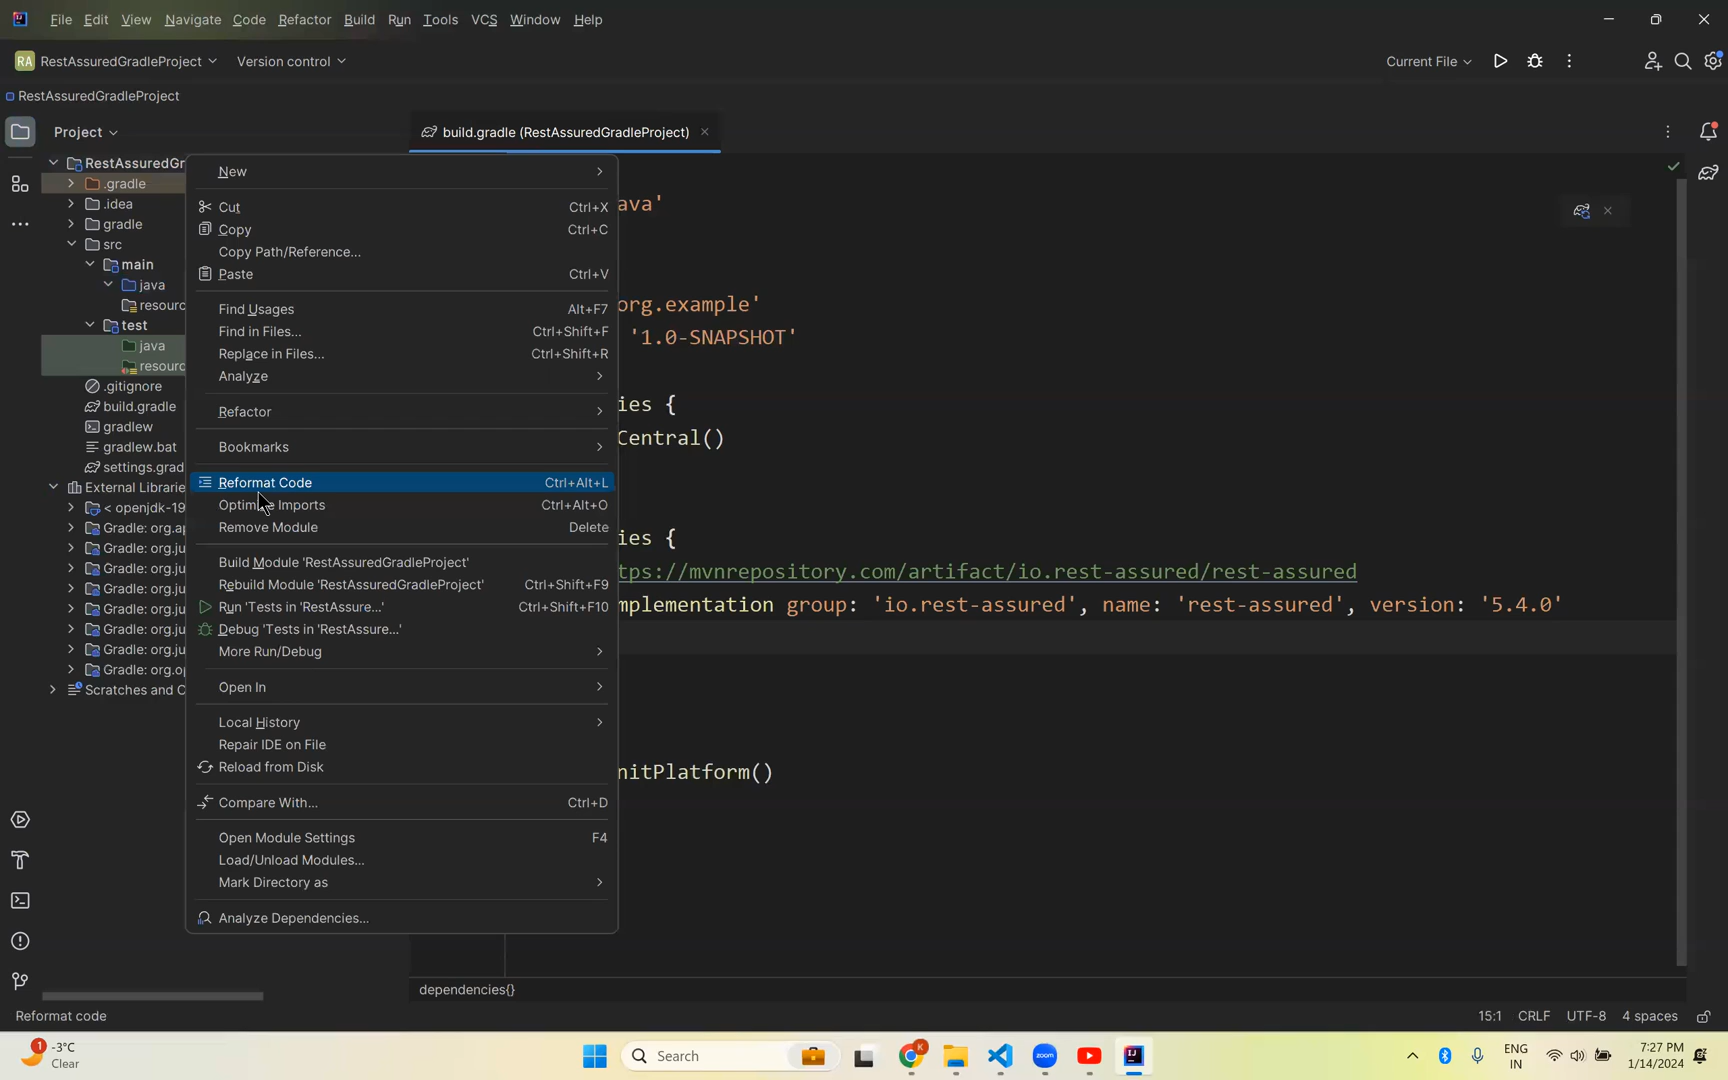 File Edit View Navigate Code Refactor Build Run Tools VCS Window Help
RA RestAssuredGradleProject Version control Current File
RestAssuredGradleProject
Project
build.gradle (RestAssuredGradleProject)
RestAssuredGr
.gradle
.idea
gradle
src
main
java
resourc
test
java
resourc
.gitignore
build.gradle
gradlew
gradlew.bat
settings.grad
External Librarie
< openjdk-19
Gradle: org.ap
Gradle: org.ju
Gradle: org.ju
Gradle: org.ju
Gradle: org.ju
Gradle: org.ju
Gradle: org.ju
Gradle: org.op
Scratches and C
New
Cut Ctrl+X
Copy Ctrl+C
Copy Path/Reference...
Paste Ctrl+V
Find Usages Alt+F7
Find in Files... Ctrl+Shift+F
Replace in Files... Ctrl+Shift+R
Analyze
Refactor
Bookmarks
Reformat Code Ctrl+Alt+L
Optimize Imports Ctrl+Alt+O
Remove Module Delete
Build Module 'RestAssuredGradleProject'
Rebuild Module 'RestAssuredGradleProject' Ctrl+Shift+F9
Run 'Tests in 'RestAssure...' Ctrl+Shift+F10
Debug 'Tests in 'RestAssure...'
More Run/Debug
Open In
Local History
Repair IDE on File
Reload from Disk
Compare With... Ctrl+D
Open Module Settings F4
Load/Unload Modules...
Mark Directory as
Analyze Dependencies...
ava'
org.example'
'1.0-SNAPSHOT'
ies {
Central()
ies {
tps://mvnrepository.com/artifact/io.rest-assured/rest-assured
mplementation group: 'io.rest-assured', name: 'rest-assured', version: '5.4.0'
nitPlatform()
dependencies{}
Reformat code 15:1 CRLF UTF-8 4 spaces
1 -3°C
Clear
Search
K
zoom
ENG
IN
7:27 PM
1/14/2024